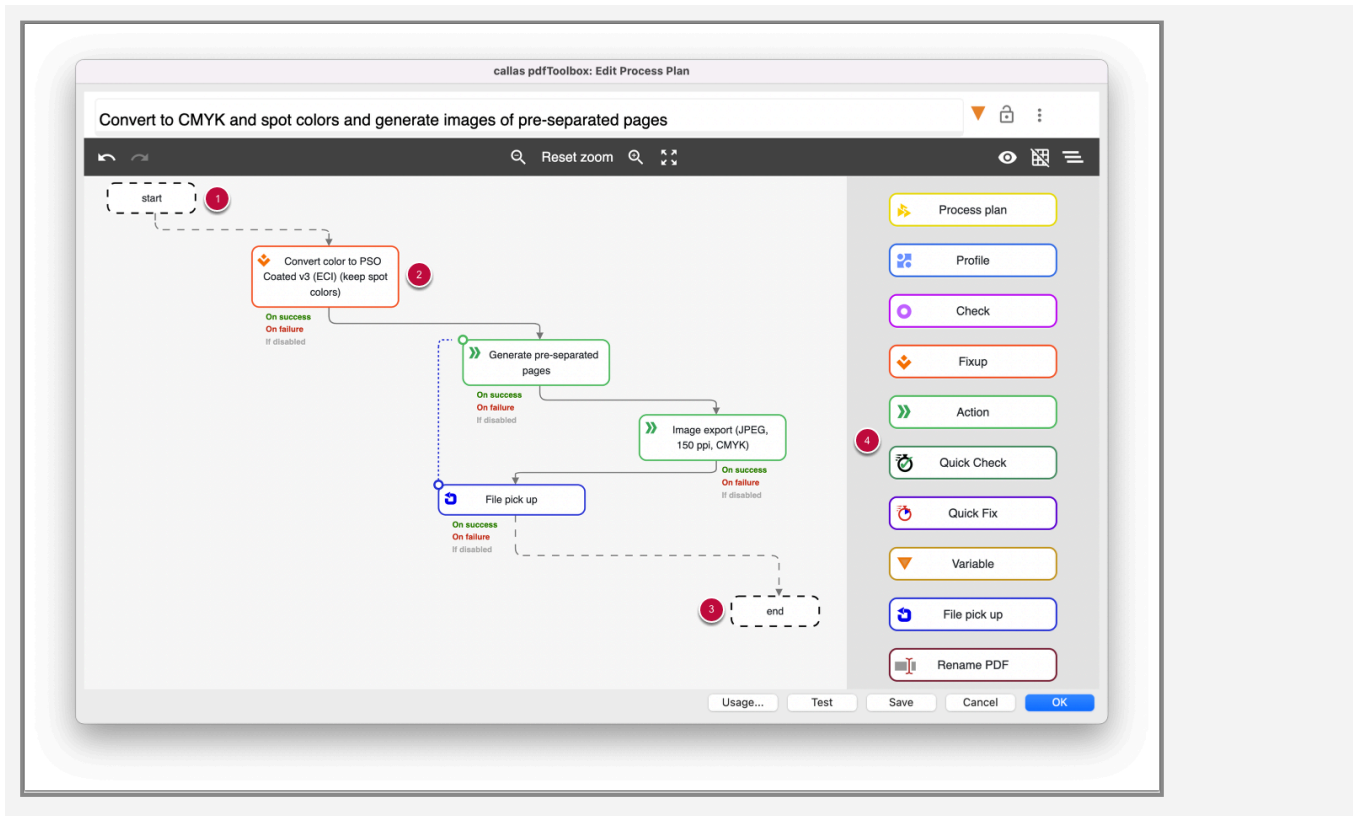 callas pdfToolbox: Edit Process Plan
Convert to CMYK and spot colors and generate images of pre-separated pages
Reset zoom
start
1
Convert color to PSO
Coated v3 (ECI) (keep spot
colors)
2
On success
On failure
If disabled
Generate pre-separated
pages
On success
On failure
If disabled
Image export (JPEG,
150 ppi, CMYK)
On success
On failure
If disabled
File pick up
On success
On failure
If disabled
3
end
4
Process plan
Profile
Check
Fixup
Action
Quick Check
Quick Fix
Variable
File pick up
Rename PDF
Usage...
Test
Save
Cancel
OK